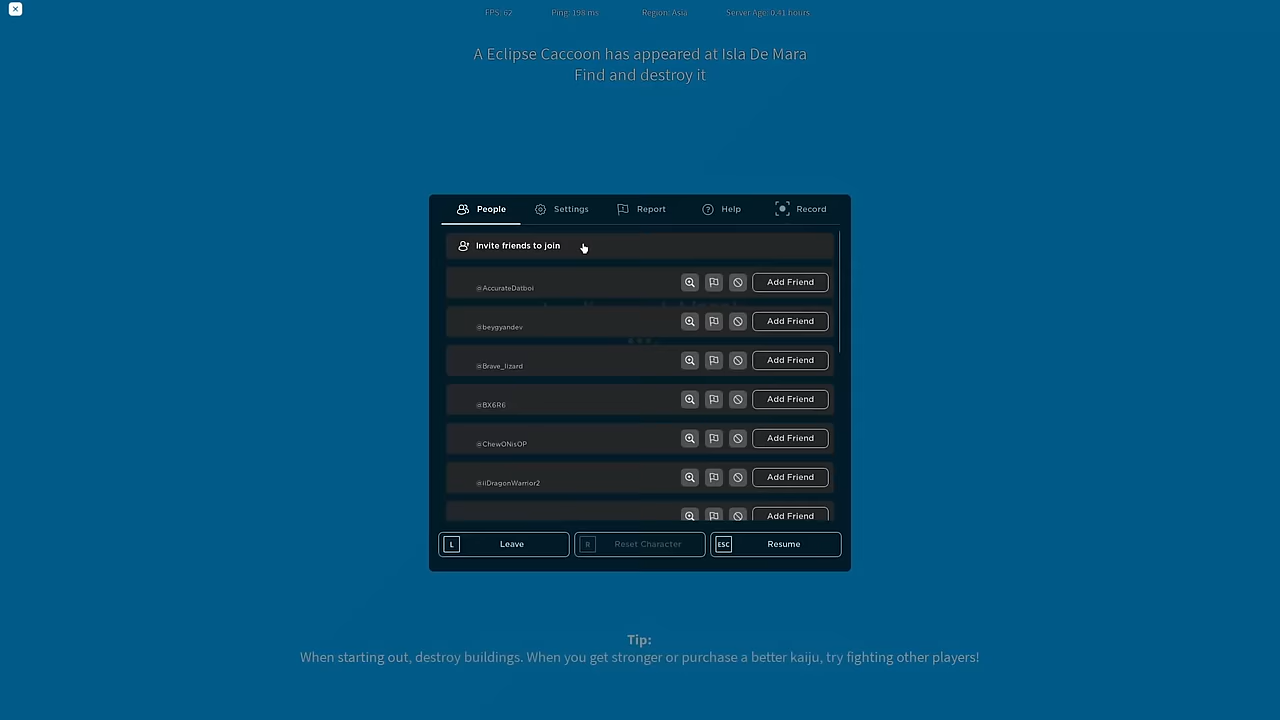 FPS: 62 Ping: 198 ms Region: Asia Server Age: 0.41 hours
A Eclipse Caccoon has appeared at Isla De Mara
Find and destroy it
People Settings Report Help Record
Invite friends to join
@AccurateDatboi Add Friend
@beygyandev Add Friend
@Brave_lizard Add Friend
@BX6R6 Add Friend
@ChewONisOP Add Friend
@iiDragonWarrior2 Add Friend
Add Friend
L Leave R Reset Character ESC Resume
Tip:
When starting out, destroy buildings. When you get stronger or purchase a better kaiju, try fighting other players!